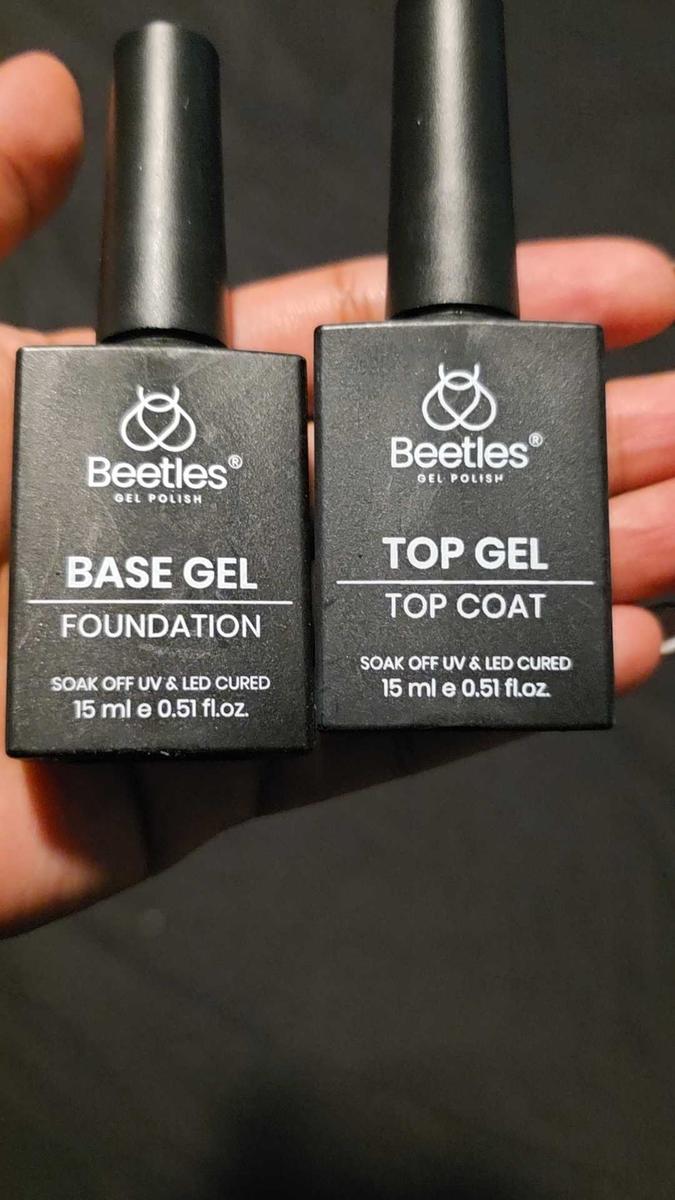 Beetles®
GEL POLISH
BASE GEL
FOUNDATION
SOAK OFF UV & LED CURED
15 ml e 0.51 fl.oz.
Beetles®
GEL POLISH
TOP GEL
TOP COAT
SOAK OFF UV & LED CURED
15 ml e 0.51 fl.oz.